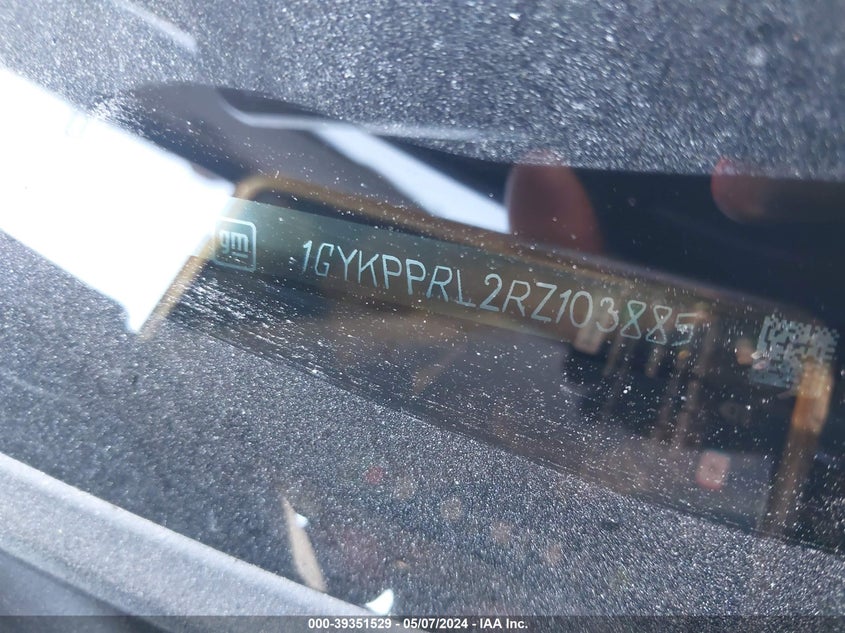 gm
1GYKPPRL2RZ103885
000-39351529 - 05/07/2024 - IAA Inc.